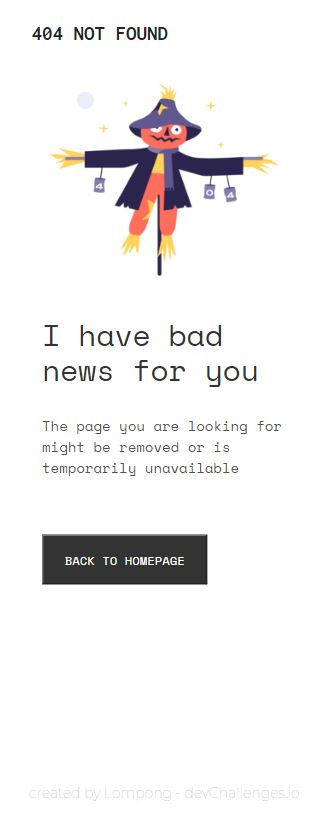 404 NOT FOUND
4
0
4
I have bad
news for you
The page you are looking for
might be removed or is
temporarily unavailable
BACK TO HOMEPAGE
created by Lompong - devChallenges.io